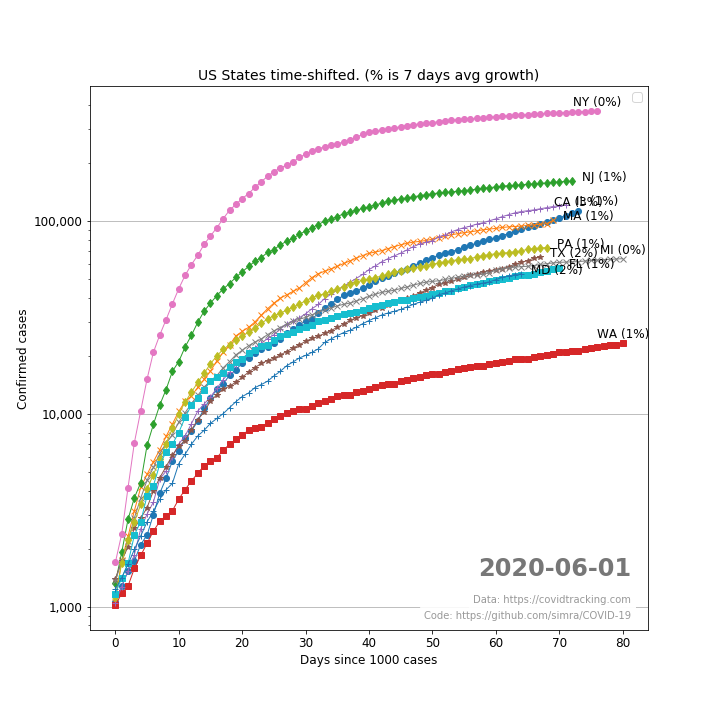 US States time-shifted. (% is 7 days avg growth)
NY (0%)
NJ (1%)
CA (3%)
IL (1%)
MA (1%)
PA (1%)
MI (0%)
TX (2%)
FL (1%)
MD (2%)
WA (1%)
100,000
10,000
1,000
Confirmed cases
2020-06-01
Data: https://covidtracking.com
Code: https://github.com/simra/COVID-19
0 10 20 30 40 50 60 70 80
Days since 1000 cases